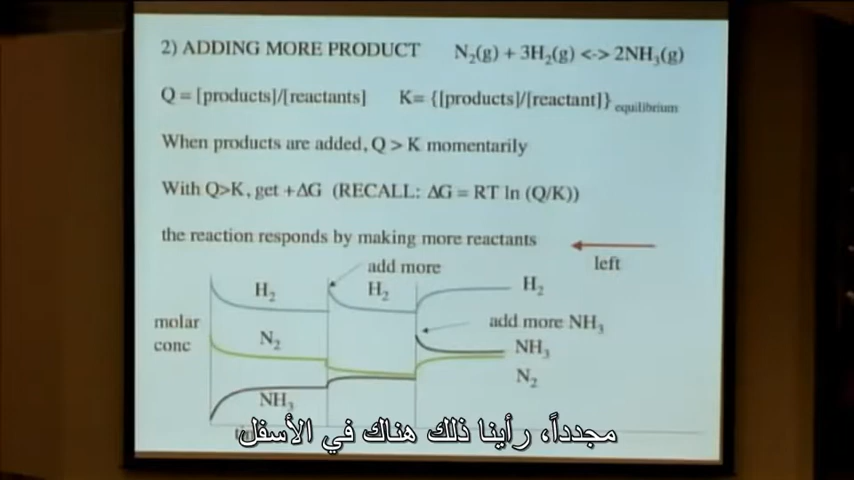 2) ADDING MORE PRODUCT N₂(g) + 3H₂(g) <-> 2NH₃(g)
Q = [products]/[reactants] K= {[products]/[reactant]} equilibrium
When products are added, Q > K momentarily
With Q>K, get +ΔG (RECALL: ΔG = RT ln (Q/K))
the reaction responds by making more reactants
left
add more
H₂ H₂ H₂
molar
conc
N₂
add more NH₃
NH₃
N₂
NH₃
مجدداً، رأينا ذلك هناك في الأسفل